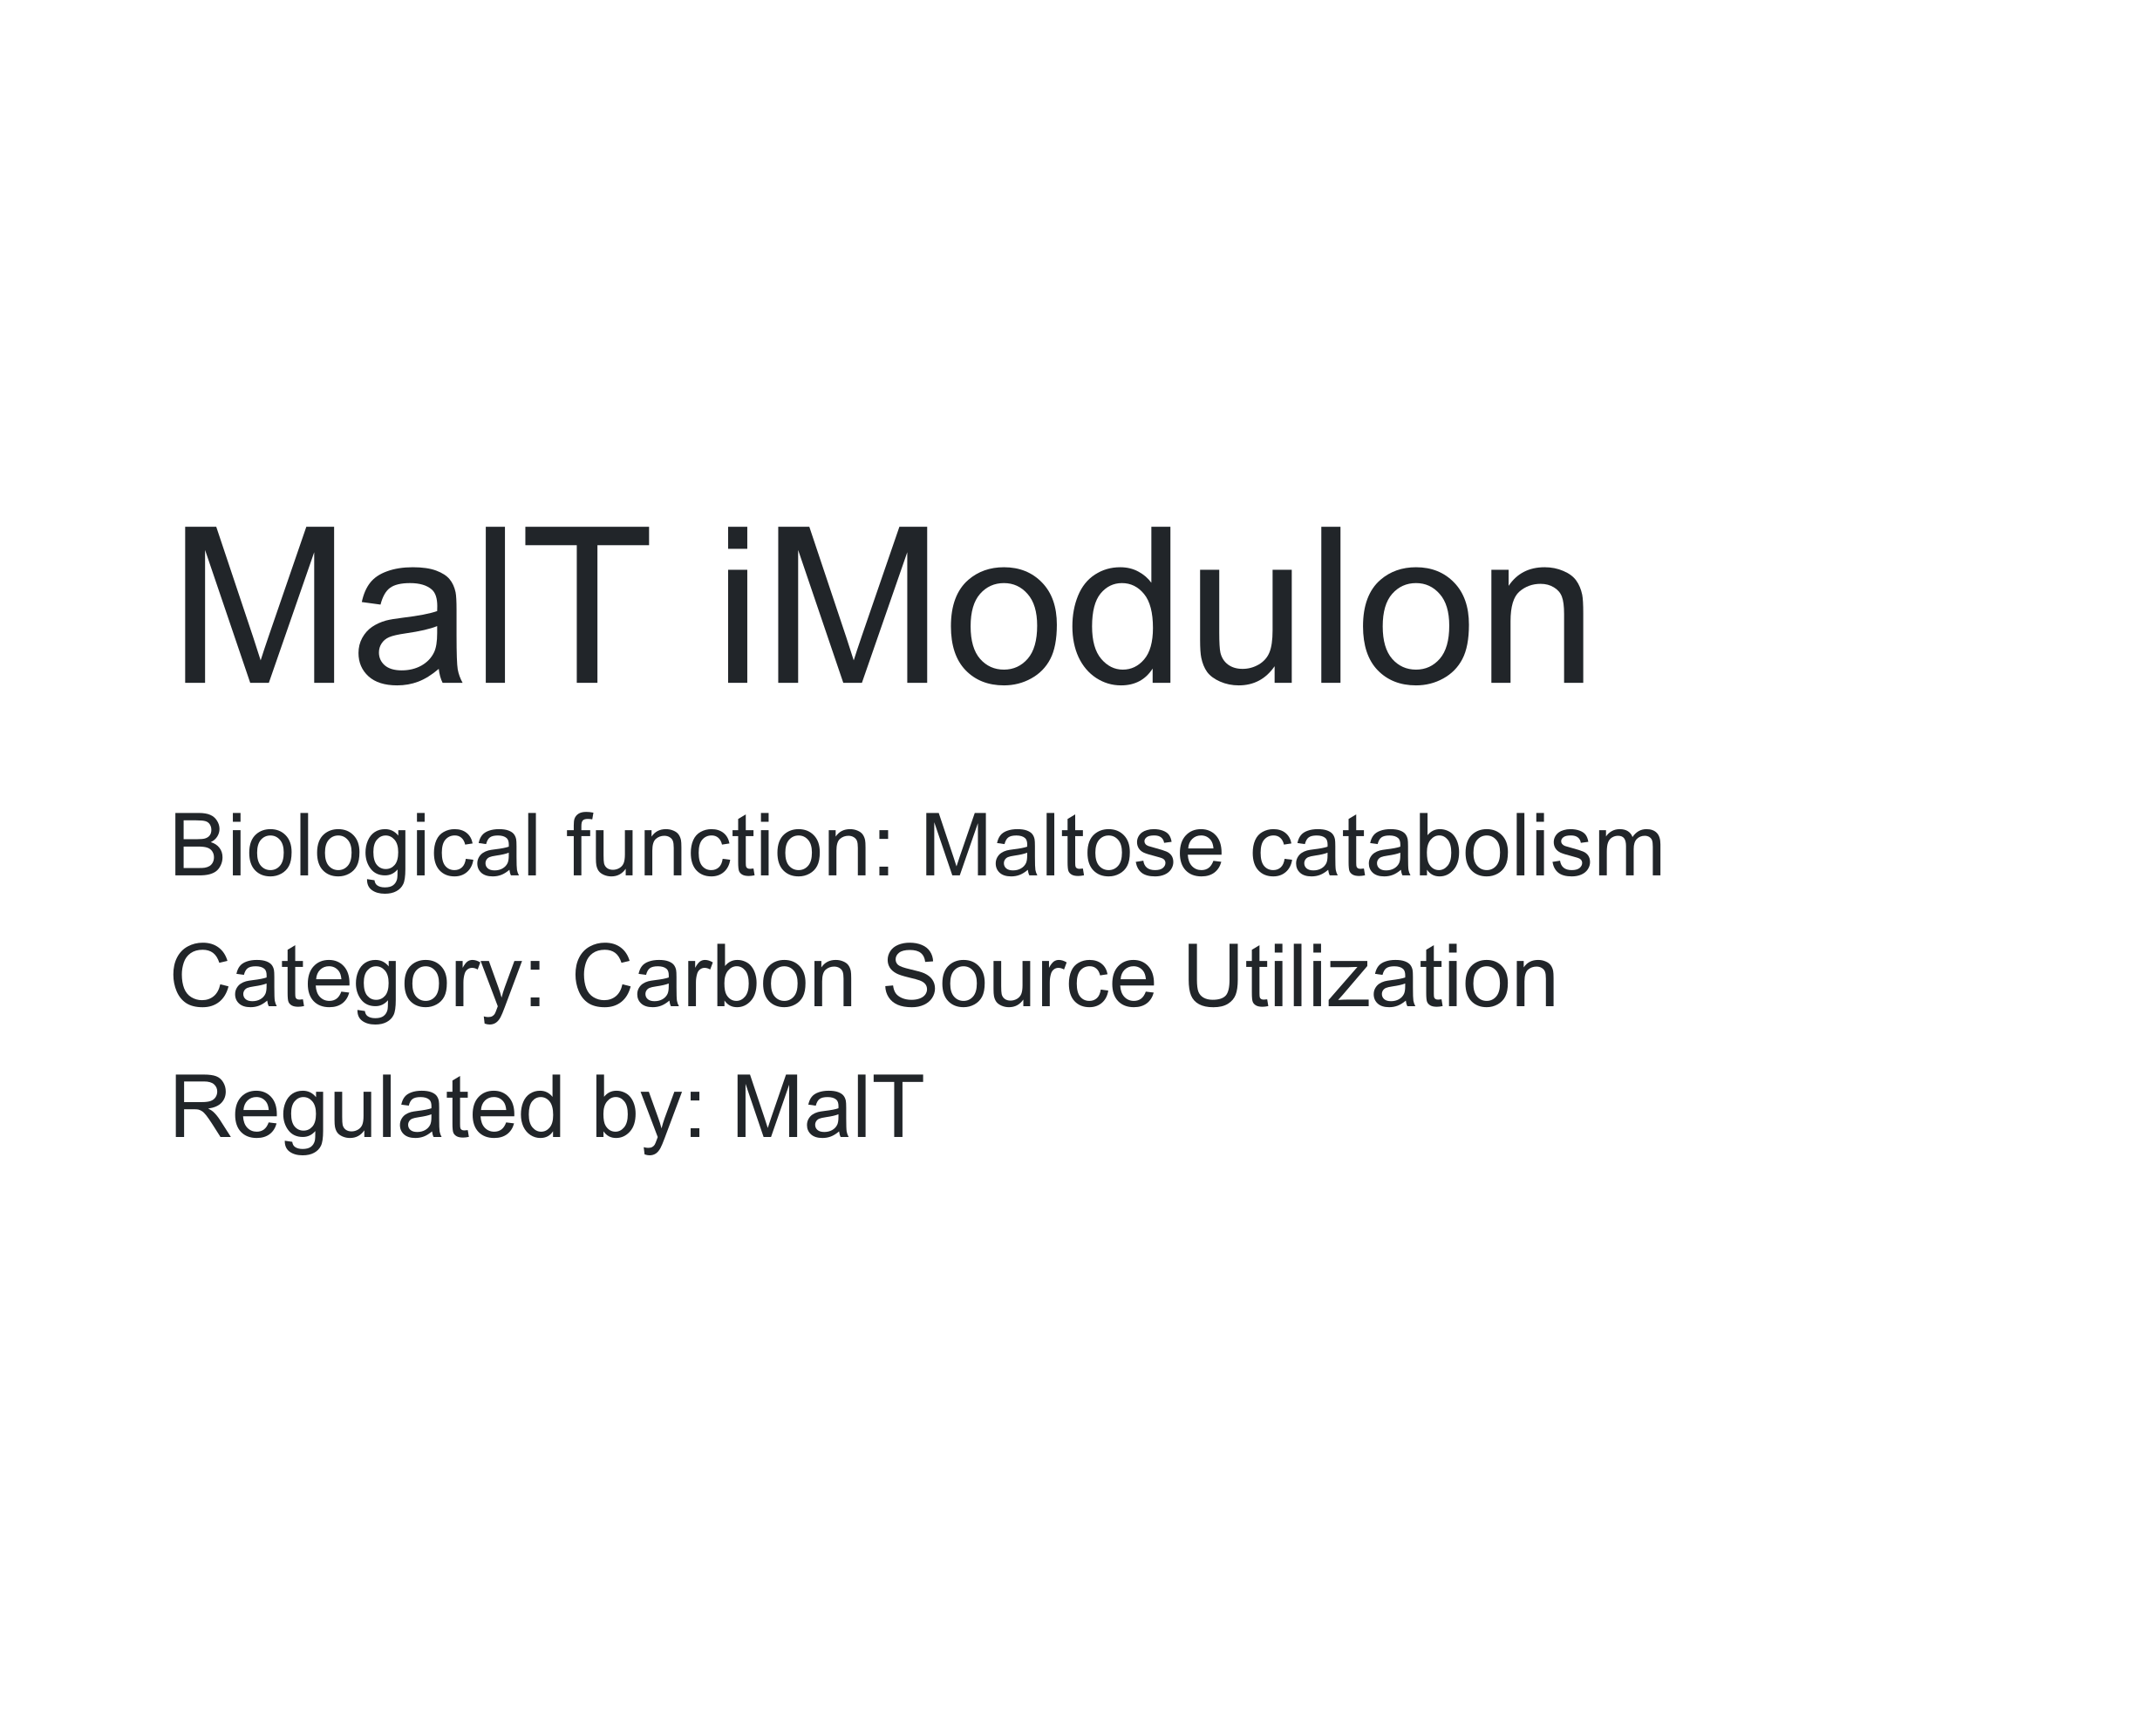 MalT iModulon
Biological function: Maltose catabolism
Category: Carbon Source Utilization
Regulated by: MalT